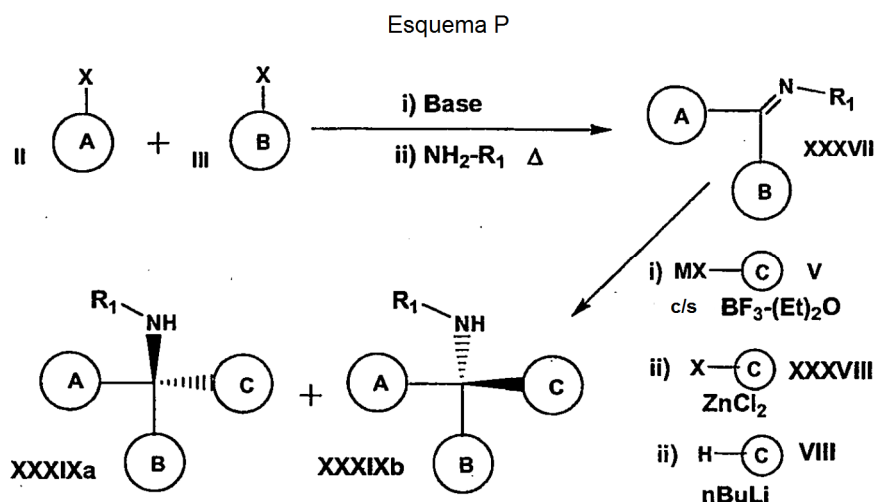 Esquema P
X
A
II
+
X
B
III
i) Base
ii) NH2-R1 Δ
A
N
R1
B
XXXVII
i) MX C V
c/s BF3-(Et)2O
ii) X C XXXVIII
ZnCl2
ii) H C VIII
nBuLi
R1
NH
A
C
B
XXXIXa
+
R1
NH
A
C
B
XXXIXb